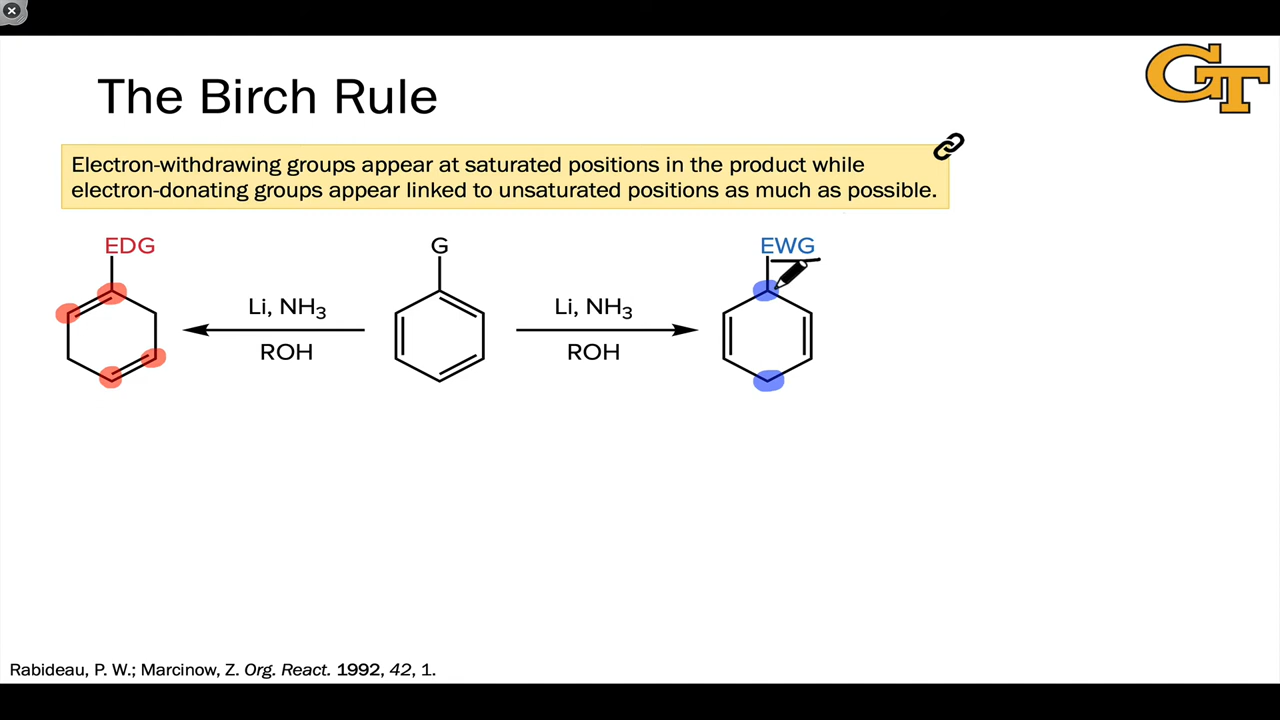 The Birch Rule
GT
Electron-withdrawing groups appear at saturated positions in the product while
electron-donating groups appear linked to unsaturated positions as much as possible.
EDG
G
EWG
Li, NH3
ROH
Li, NH3
ROH
Rabideau, P. W.; Marcinow, Z. Org. React. 1992, 42, 1.